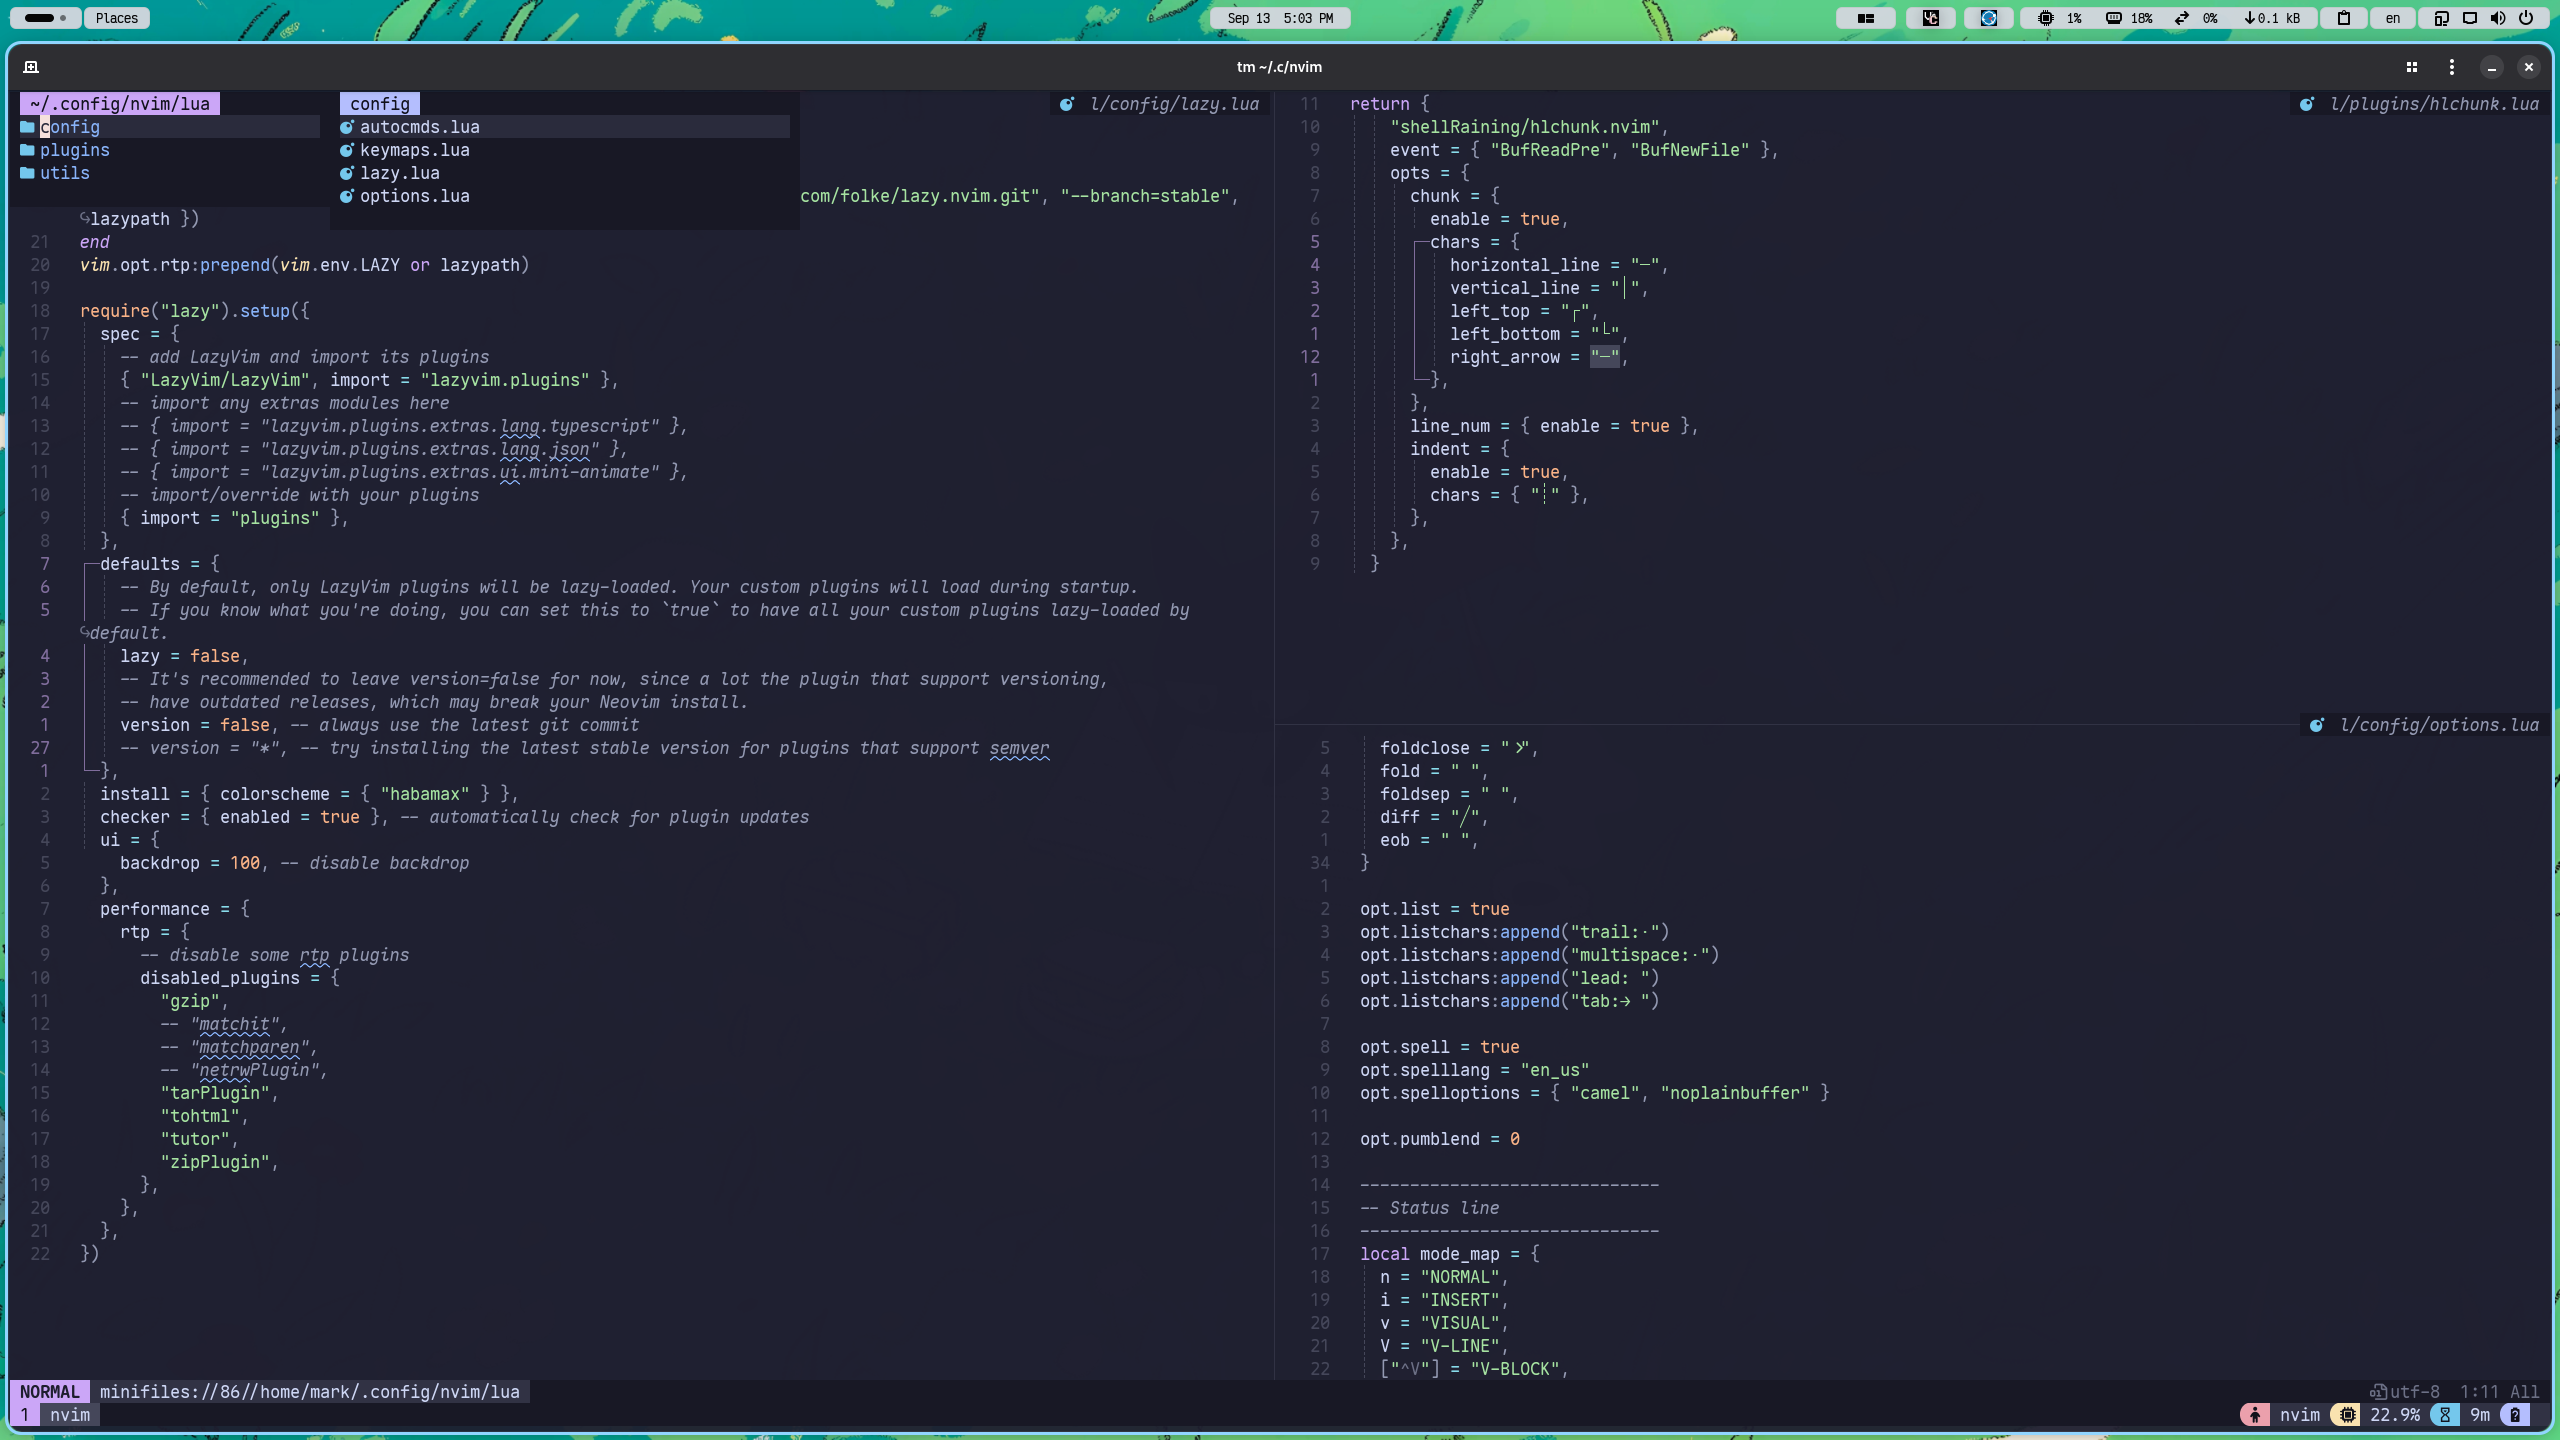 Places
Sep 13 5:03 PM
1% 18% 0% ↓0.1 kB en
tm ~/.c/nvim
~/.config/nvim/lua
config
plugins
utils
config
autocmds.lua
keymaps.lua
lazy.lua
options.lua
l/config/lazy.lua
com/folke/lazy.nvim.git", "--branch=stable",
↪lazypath })
21 end
20 vim.opt.rtp:prepend(vim.env.LAZY or lazypath)
19
18 require("lazy").setup({
17 spec = {
16 -- add LazyVim and import its plugins
15 { "LazyVim/LazyVim", import = "lazyvim.plugins" },
14 -- import any extras modules here
13 -- { import = "lazyvim.plugins.extras.lang.typescript" },
12 -- { import = "lazyvim.plugins.extras.lang.json" },
11 -- { import = "lazyvim.plugins.extras.ui.mini-animate" },
10 -- import/override with your plugins
9 { import = "plugins" },
8 },
7 defaults = {
6 -- By default, only LazyVim plugins will be lazy-loaded. Your custom plugins will load during startup.
5 -- If you know what you're doing, you can set this to `true` to have all your custom plugins lazy-loaded by
↪default.
4 lazy = false,
3 -- It's recommended to leave version=false for now, since a lot the plugin that support versioning,
2 -- have outdated releases, which may break your Neovim install.
1 version = false, -- always use the latest git commit
27 -- version = "*", -- try installing the latest stable version for plugins that support semver
1 },
2 install = { colorscheme = { "habamax" } },
3 checker = { enabled = true }, -- automatically check for plugin updates
4 ui = {
5 backdrop = 100, -- disable backdrop
6 },
7 performance = {
8 rtp = {
9 -- disable some rtp plugins
10 disabled_plugins = {
11 "gzip",
12 -- "matchit",
13 -- "matchparen",
14 -- "netrwPlugin",
15 "tarPlugin",
16 "tohtml",
17 "tutor",
18 "zipPlugin",
19 },
20 },
21 },
22 })
l/plugins/hlchunk.lua
11 return {
10 "shellRaining/hlchunk.nvim",
9 event = { "BufReadPre", "BufNewFile" },
8 opts = {
7 chunk = {
6 enable = true,
5 chars = {
4 horizontal_line = "─",
3 vertical_line = "│",
2 left_top = "┌",
1 left_bottom = "└",
12 right_arrow = "─",
1 },
2 },
3 line_num = { enable = true },
4 indent = {
5 enable = true,
6 chars = { "┊" },
7 },
8 },
9 }
l/config/options.lua
5 foldclose = "",
4 fold = " ",
3 foldsep = " ",
2 diff = "╱",
1 eob = " ",
34 }
1
2 opt.list = true
3 opt.listchars:append("trail:·")
4 opt.listchars:append("multispace:·")
5 opt.listchars:append("lead: ")
6 opt.listchars:append("tab:→ ")
7
8 opt.spell = true
9 opt.spelllang = "en_us"
10 opt.spelloptions = { "camel", "noplainbuffer" }
11
12 opt.pumblend = 0
13
14 ------------------------------
15 -- Status line
16 ------------------------------
17 local mode_map = {
18 n = "NORMAL",
19 i = "INSERT",
20 v = "VISUAL",
21 V = "V-LINE",
22 ["^V"] = "V-BLOCK",
NORMAL minifiles://86//home/mark/.config/nvim/lua utf-8 1:11 All
1 nvim nvim 22.9% 9m